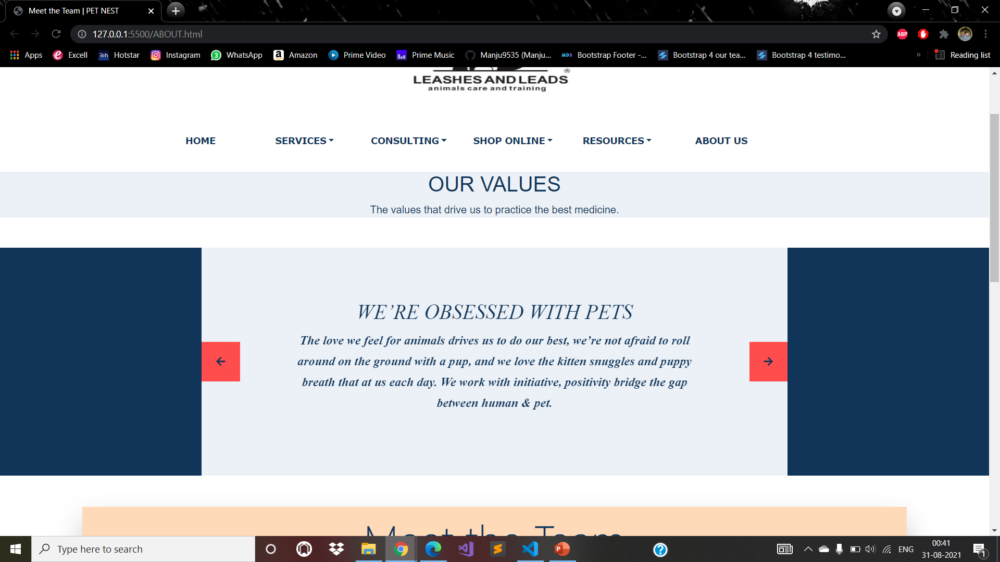 Meet the Team | PET NEST
127.0.0.1:5500/ABOUT.html
ABP
Apps Excell Hotstar Instagram WhatsApp Amazon Prime Video Prime Music Manju9535 (Manju... MDB Bootstrap Footer -... Bootstrap 4 our tea... Bootstrap 4 testimo... » Reading list
®
LEASHES AND LEADS
animals care and training
HOME SERVICES CONSULTING SHOP ONLINE RESOURCES ABOUT US
OUR VALUES
The values that drive us to practice the best medicine.
WE’RE OBSESSED WITH PETS
The love we feel for animals drives us to do our best, we’re not afraid to roll
around on the ground with a pup, and we love the kitten snuggles and puppy
breath that at us each day. We work with initiative, positivity bridge the gap
between human & pet.
Meet the Team
Type here to search
ENG
00:41
31-08-2021
1